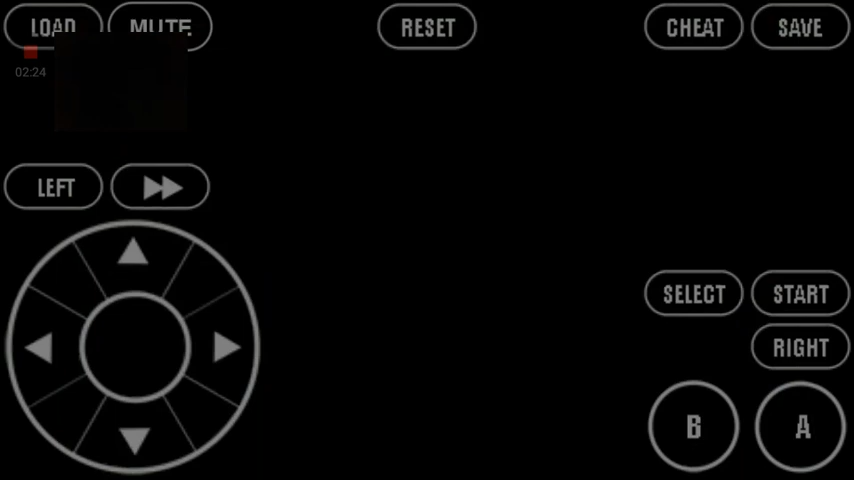 LOAD MUTE RESET CHEAT SAVE
02:24
LEFT
SELECT START
RIGHT
B A